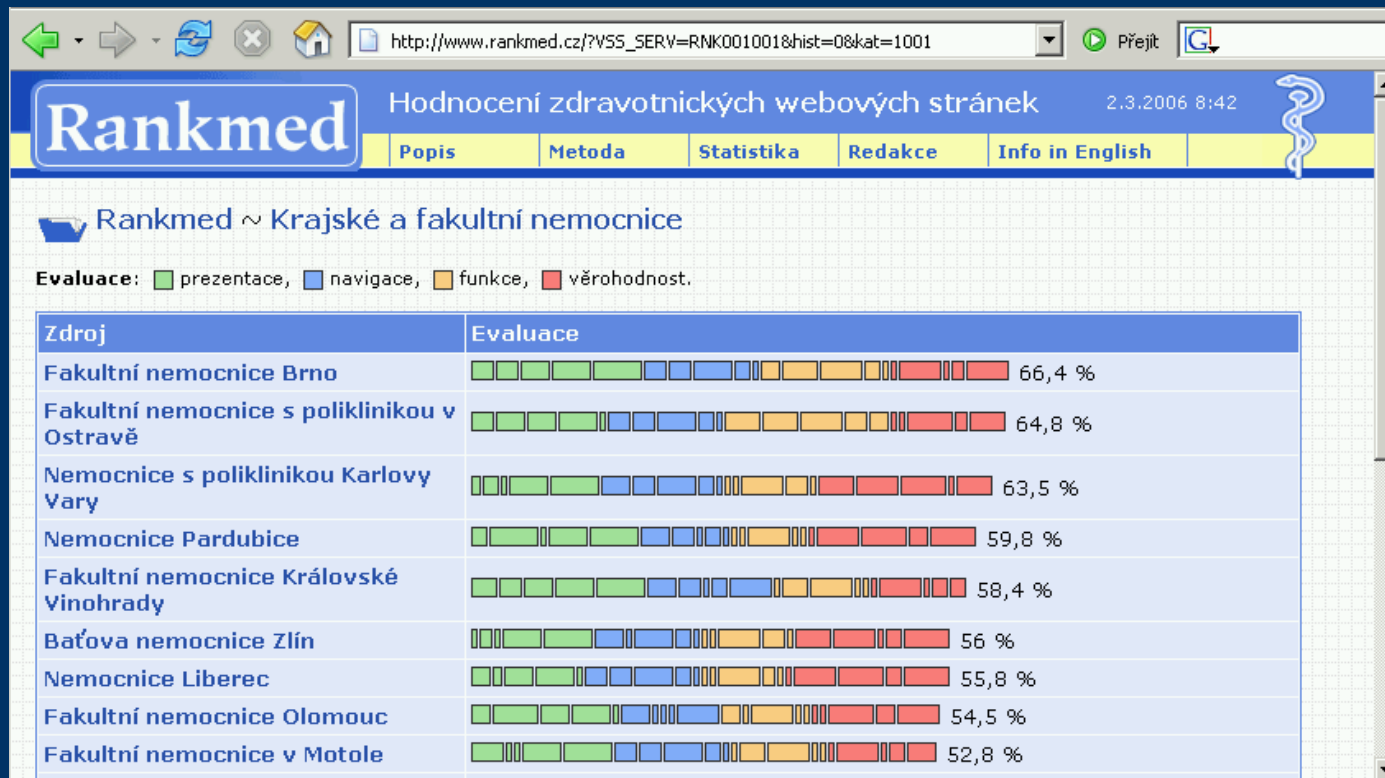 http://www.rankmed.cz/?VSS_SERV=RNK001001&hist=0&kat=1001
Přejít
G
Rankmed
Hodnocení zdravotnických webových stránek
2.3.2006 8:42
Popis
Metoda
Statistika
Redakce
Info in English
Rankmed ~ Krajské a fakultní nemocnice
Evaluace: prezentace, navigace, funkce, věrohodnost.
Zdroj Evaluace
Fakultní nemocnice Brno 66,4 %
Fakultní nemocnice s poliklinikou v
Ostravě 64,8 %
Nemocnice s poliklinikou Karlovy
Vary 63,5 %
Nemocnice Pardubice 59,8 %
Fakultní nemocnice Královské
Vinohrady 58,4 %
Baťova nemocnice Zlín 56 %
Nemocnice Liberec 55,8 %
Fakultní nemocnice Olomouc 54,5 %
Fakultní nemocnice v Motole 52,8 %